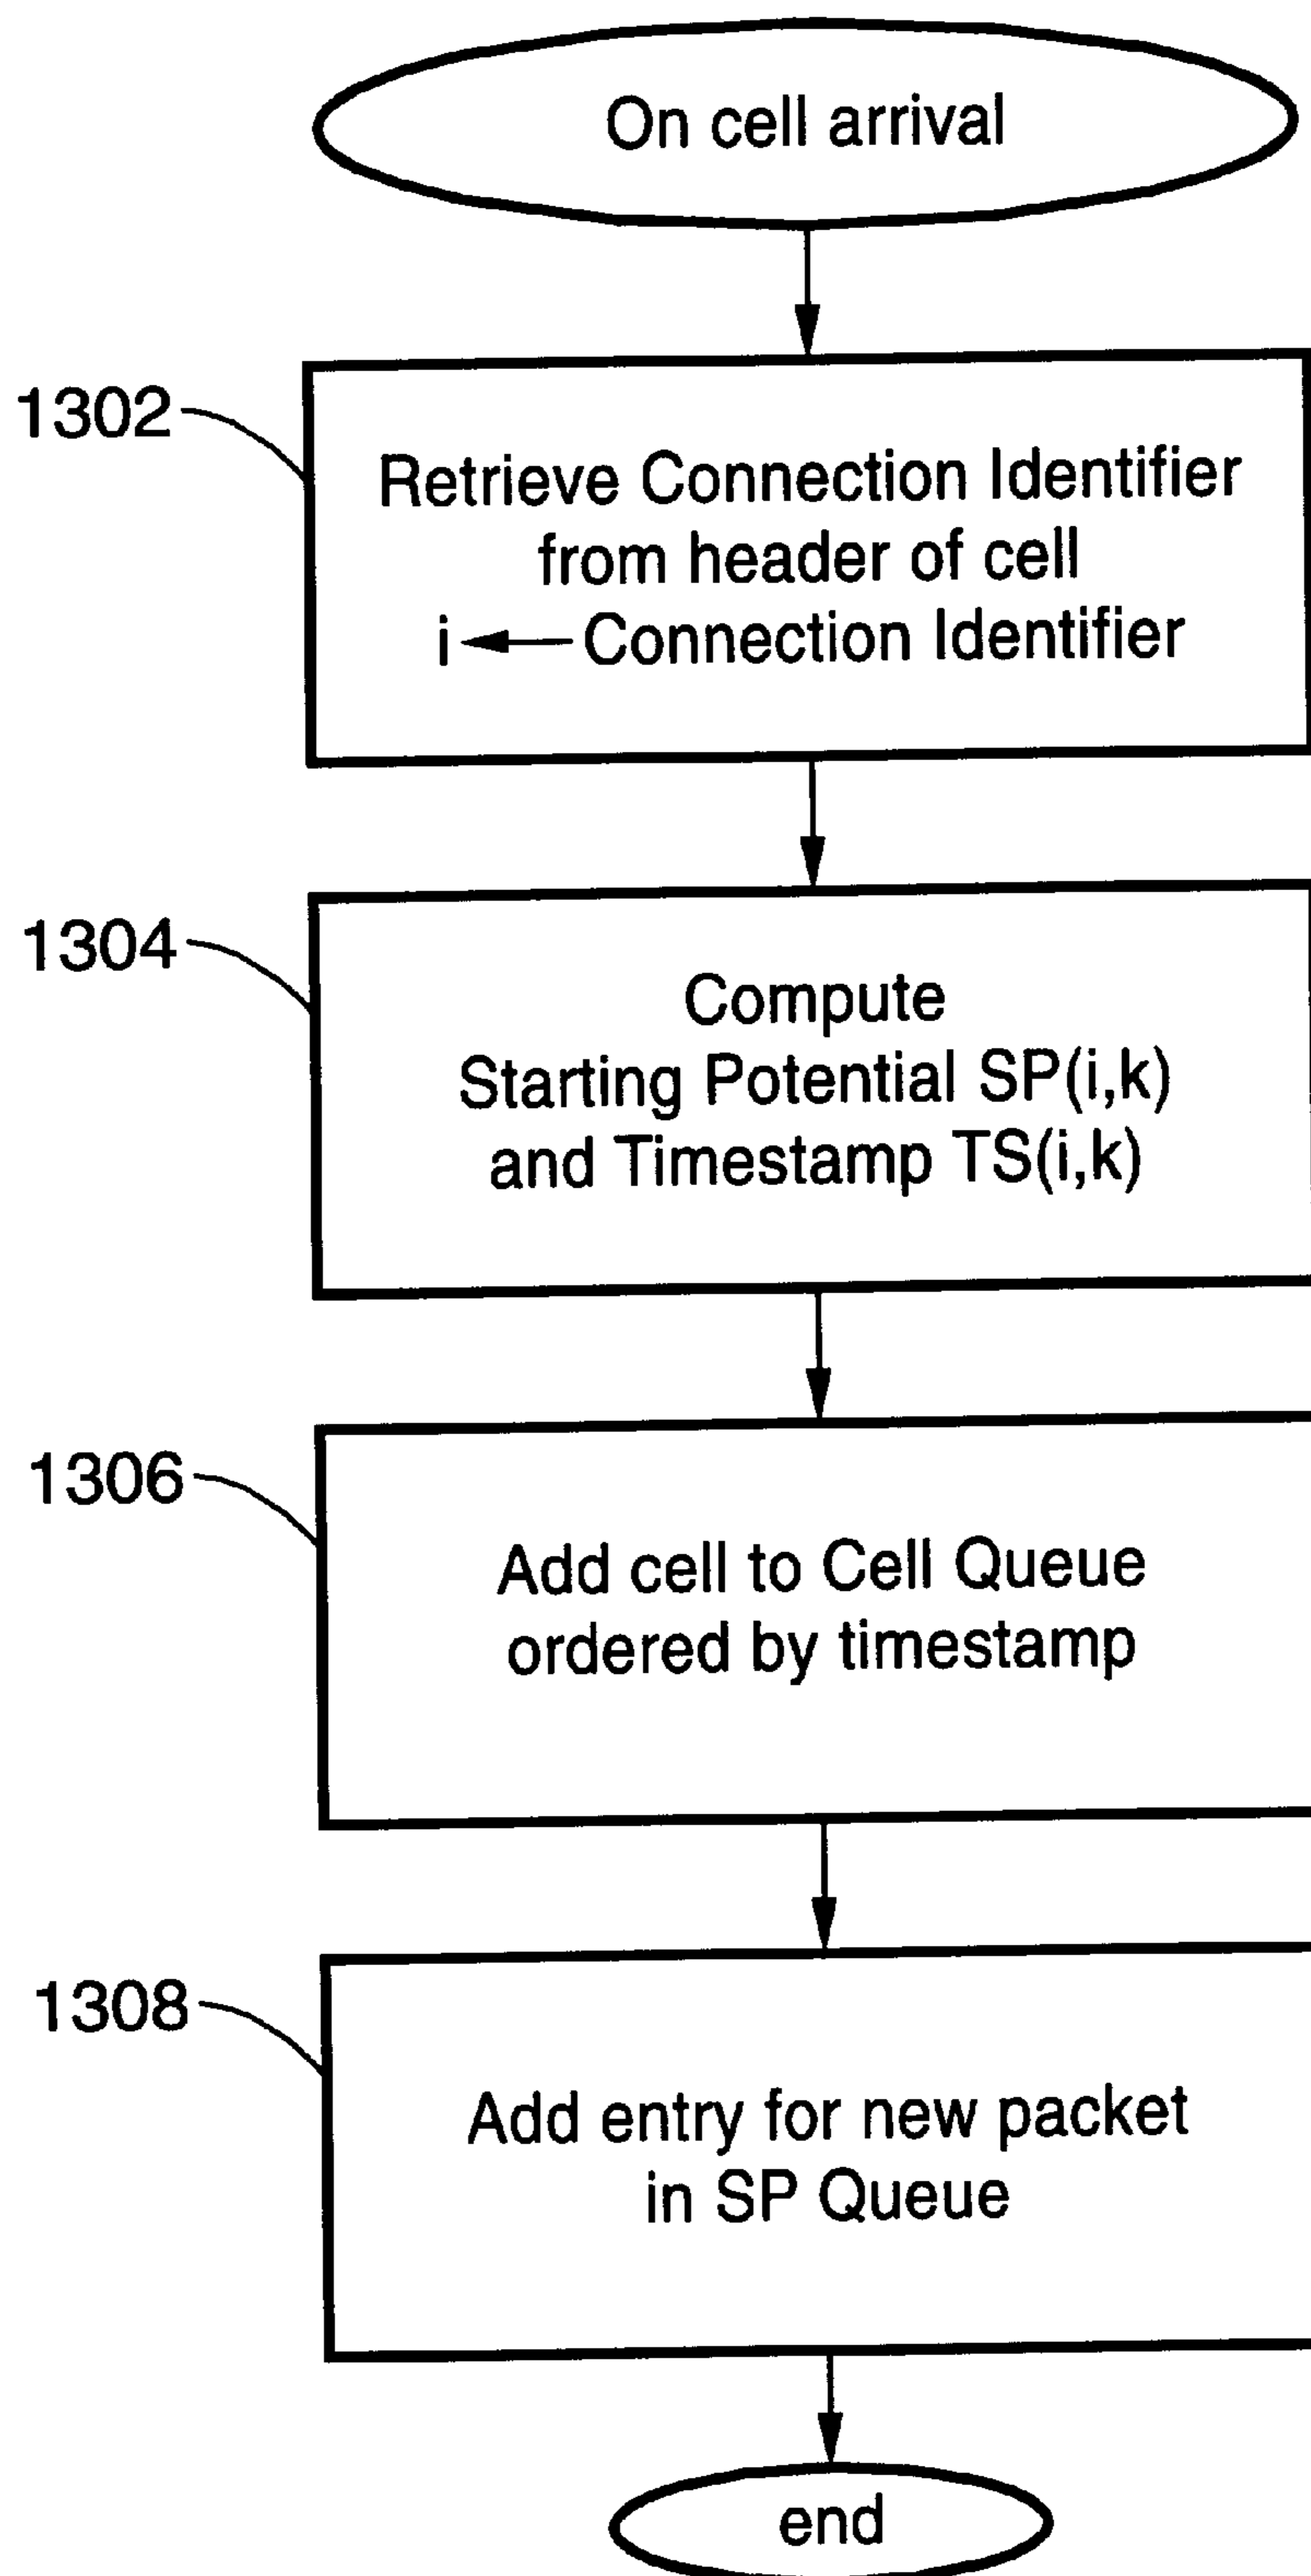 On cell arrival
1302
Retrieve Connection Identifier
from header of cell
i ← Connection Identifier
1304
Compute
Starting Potential SP(i,k)
and Timestamp TS(i,k)
1306
Add cell to Cell Queue
ordered by timestamp
1308
Add entry for new packet
in SP Queue
end